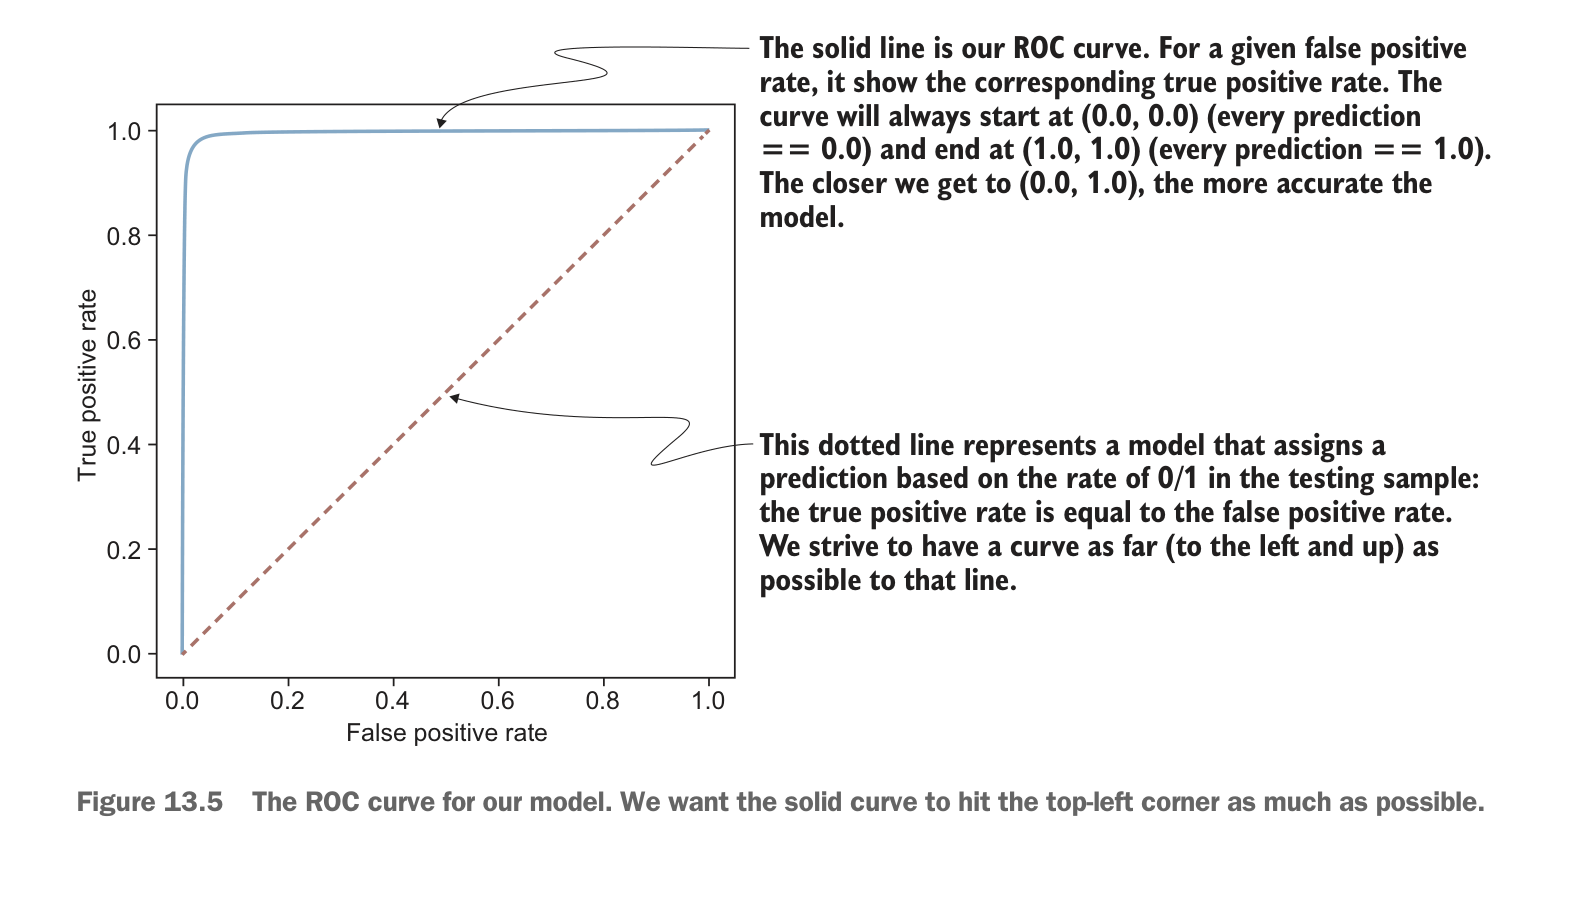 The solid line is our ROC curve. For a given false positive
rate, it show the corresponding true positive rate. The
curve will always start at (0.0, 0.0) (every prediction
== 0.0) and end at (1.0, 1.0) (every prediction == 1.0).
The closer we get to (0.0, 1.0), the more accurate the
model.
1.0
0.8
0.6
0.4
0.2
0.0
True positive rate
0.0 0.2 0.4 0.6 0.8 1.0
False positive rate
This dotted line represents a model that assigns a
prediction based on the rate of 0/1 in the testing sample:
the true positive rate is equal to the false positive rate.
We strive to have a curve as far (to the left and up) as
possible to that line.
Figure 13.5 The ROC curve for our model. We want the solid curve to hit the top-left corner as much as possible.